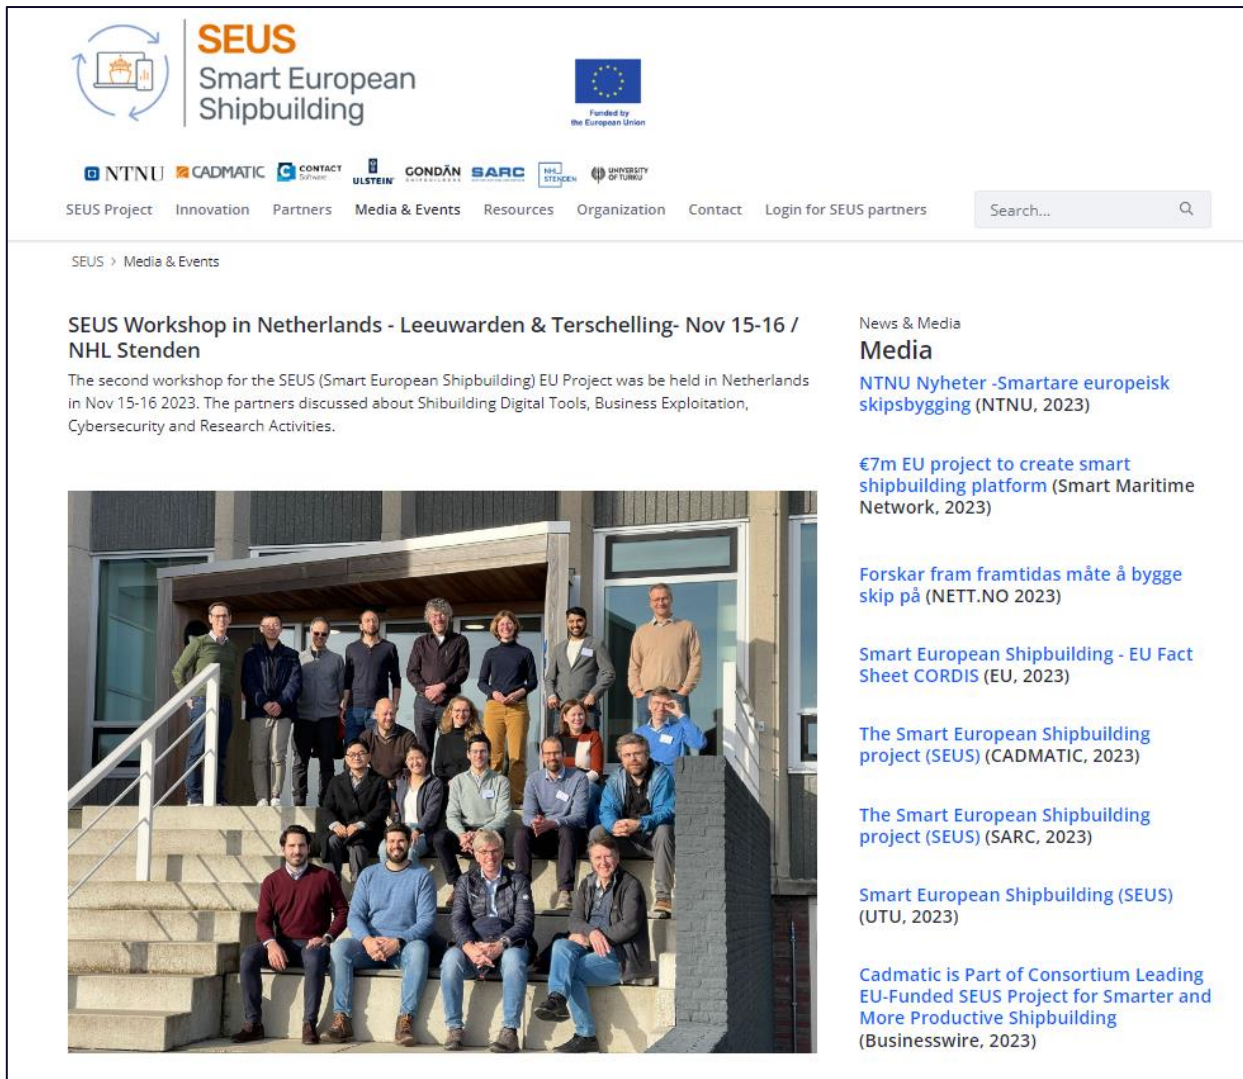 SEUS
Smart European
Shipbuilding
Funded by
the European Union
NTNU CADMATIC CONTACT Software ULSTEIN GONDÁN SHIPBUILDERS SARC NHL STENDEN UNIVERSITY OF TURKU
SEUS Project Innovation Partners Media & Events Resources Organization Contact Login for SEUS partners Search...
SEUS > Media & Events
SEUS Workshop in Netherlands - Leeuwarden & Terschelling- Nov 15-16 /
NHL Stenden
The second workshop for the SEUS (Smart European Shipbuilding) EU Project was be held in Netherlands
in Nov 15-16 2023. The partners discussed about Shibuilding Digital Tools, Business Exploitation,
Cybersecurity and Research Activities.
News & Media
Media
NTNU Nyheter -Smartare europeisk
skipsbygging (NTNU, 2023)
€7m EU project to create smart
shipbuilding platform (Smart Maritime
Network, 2023)
Forskar fram framtidas måte å bygge
skip på (NETT.NO 2023)
Smart European Shipbuilding - EU Fact
Sheet CORDIS (EU, 2023)
The Smart European Shipbuilding
project (SEUS) (CADMATIC, 2023)
The Smart European Shipbuilding
project (SEUS) (SARC, 2023)
Smart European Shipbuilding (SEUS)
(UTU, 2023)
Cadmatic is Part of Consortium Leading
EU-Funded SEUS Project for Smarter and
More Productive Shipbuilding
(Businesswire, 2023)